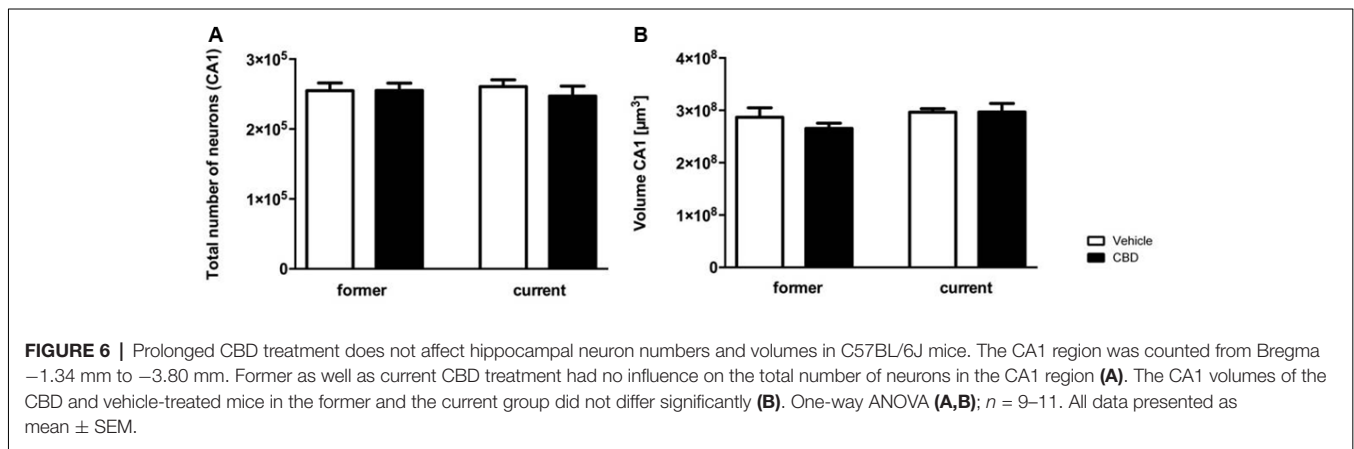 A
Total number of neurons (CA1)
3×10⁵
2×10⁵
1×10⁵
0
former
current
B
Volume CA1 [µm³]
4×10⁸
3×10⁸
2×10⁸
1×10⁸
0
former
current
Vehicle
CBD
FIGURE 6 | Prolonged CBD treatment does not affect hippocampal neuron numbers and volumes in C57BL/6J mice. The CA1 region was counted from Bregma
−1.34 mm to −3.80 mm. Former as well as current CBD treatment had no influence on the total number of neurons in the CA1 region (A). The CA1 volumes of the
CBD and vehicle-treated mice in the former and the current group did not differ significantly (B). One-way ANOVA (A,B); n = 9–11. All data presented as
mean ± SEM.